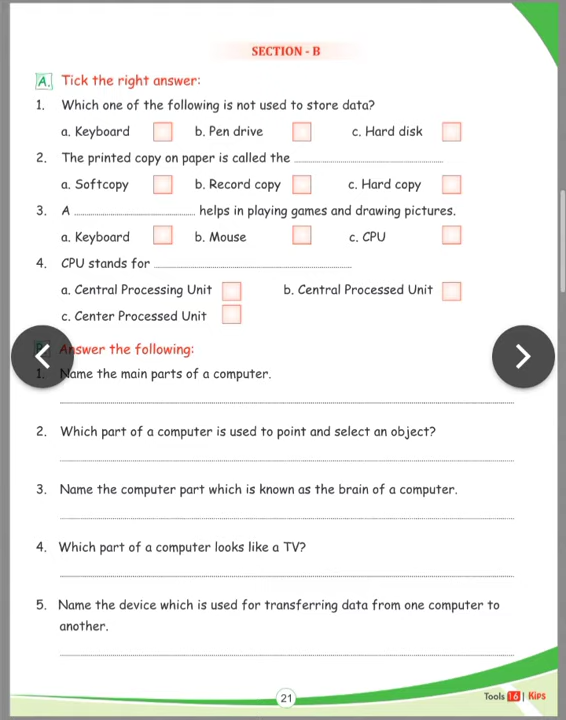 SECTION - B
A. Tick the right answer:
1. Which one of the following is not used to store data?
a. Keyboard b. Pen drive c. Hard disk
2. The printed copy on paper is called the
a. Softcopy b. Record copy c. Hard copy
3. A ............ helps in playing games and drawing pictures.
a. Keyboard b. Mouse c. CPU
4. CPU stands for
a. Central Processing Unit b. Central Processed Unit
c. Center Processed Unit
Answer the following:
1. Name the main parts of a computer.
2. Which part of a computer is used to point and select an object?
3. Name the computer part which is known as the brain of a computer.
4. Which part of a computer looks like a TV?
5. Name the device which is used for transferring data from one computer to
another.
21
Tools 16 | Kips